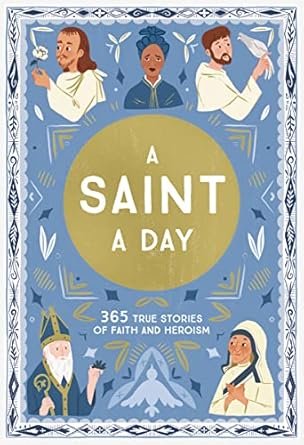 A
SAINT
A DAY
365 TRUE STORIES
OF FAITH AND HEROISM